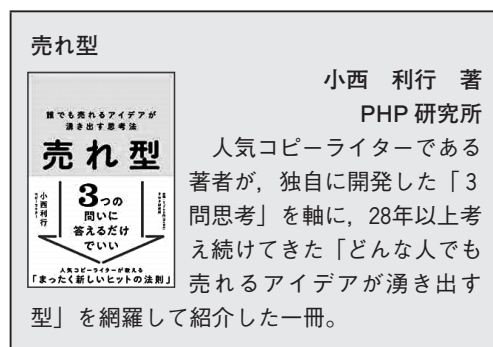 売れ型
小西 利行 著
PHP 研究所
人気コピーライターである
著者が，独自に開発した「3
問思考」を軸に，28年以上考
え続けてきた「どんな人でも
売れるアイデアが湧き出す
型」を網羅して紹介した一冊。
誰でも売れるアイデアが
湧き出す思考法
売れ型
3つの
問いに
答えるだけ
でいい
小西利行
コピーライター
人気コピーライターが教える
「まったく新しいヒットの法則」